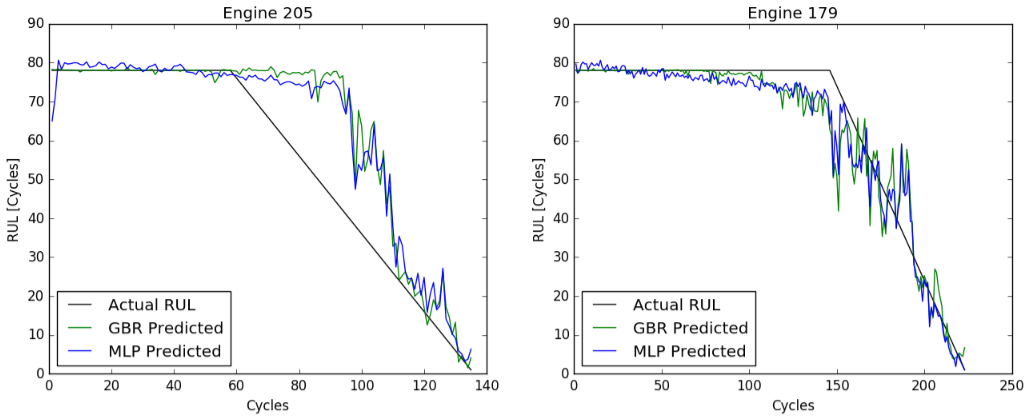 Engine 205
90
80
70
60
50
40
30
20
10
0
RUL [Cycles]
Actual RUL
GBR Predicted
MLP Predicted
0 20 40 60 80 100 120 140
Cycles
Engine 179
90
80
70
60
50
40
30
20
10
0
RUL [Cycles]
Actual RUL
GBR Predicted
MLP Predicted
0 50 100 150 200 250
Cycles